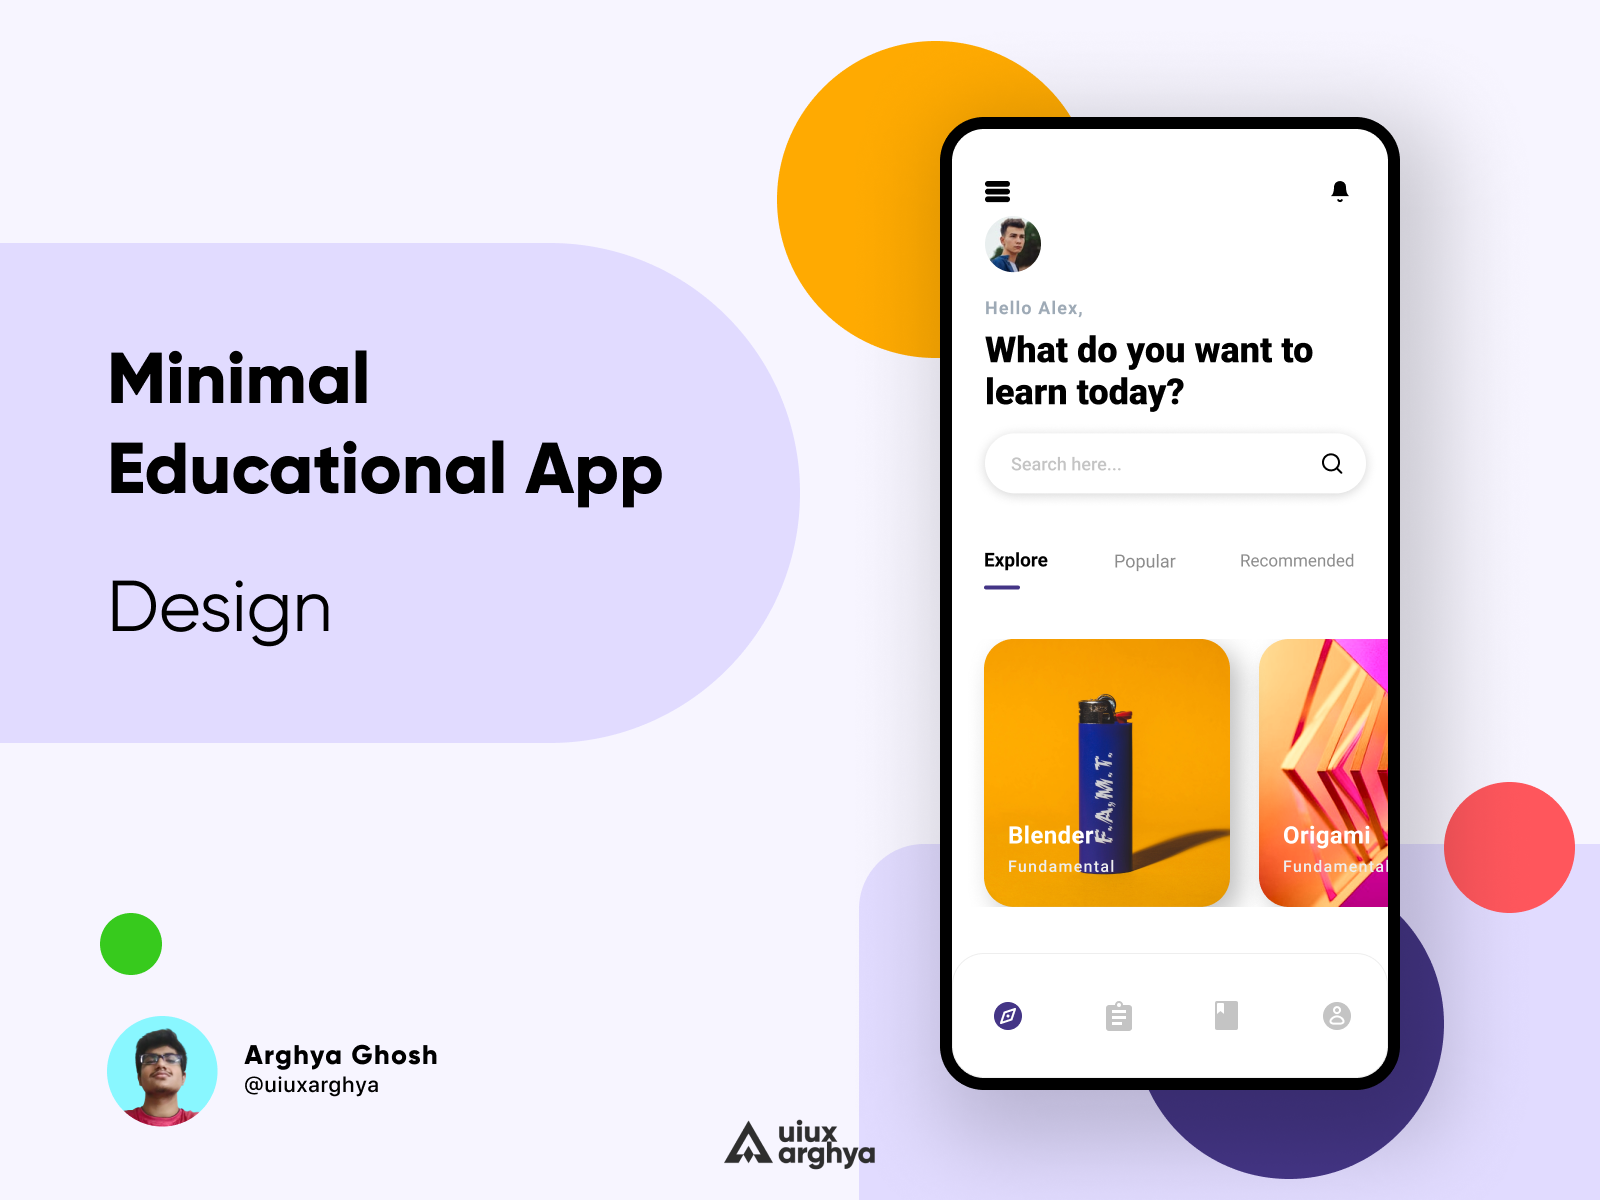 Minimal
Educational App
Design
Arghya Ghosh
@uiuxarghya
uiux
arghya
Hello Alex,
What do you want to
learn today?
Search here...
Explore Popular Recommended
F.A,M.T.
Blender Origami
Fundamental Fundamental